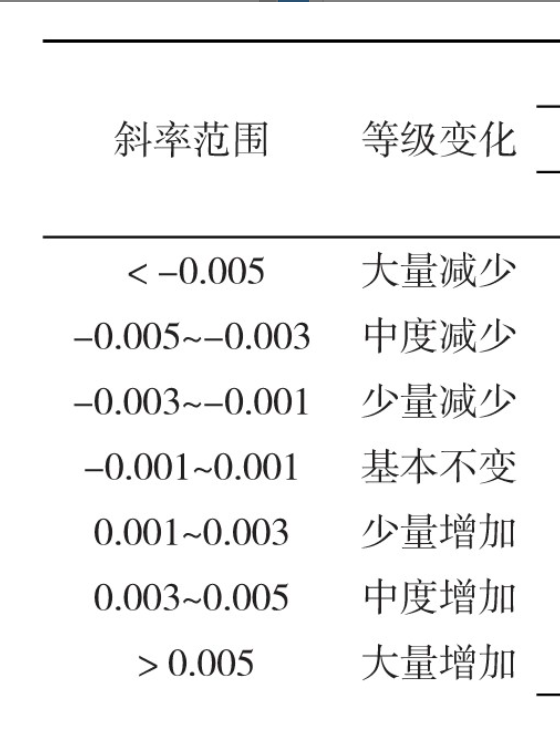 斜率范围 等级变化
< –0.005 大量减少
–0.005~–0.003 中度减少
–0.003~–0.001 少量减少
–0.001~0.001 基本不变
0.001~0.003 少量增加
0.003~0.005 中度增加
> 0.005 大量增加